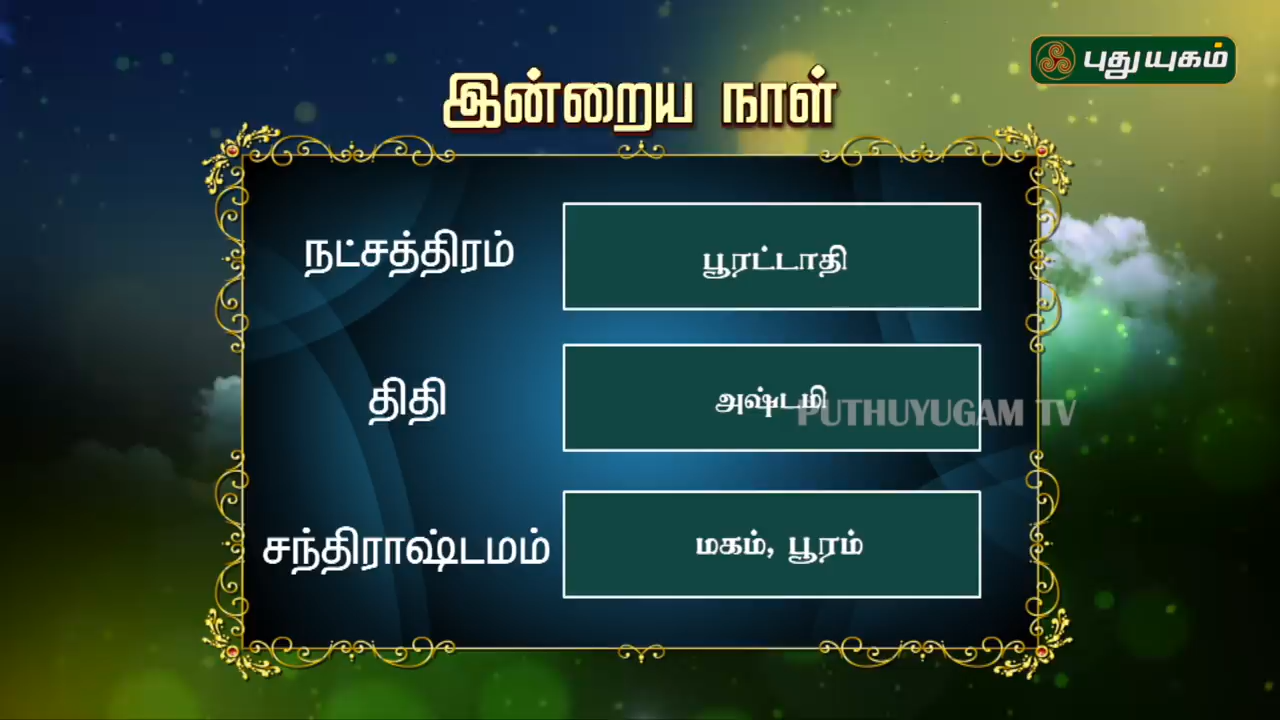 புதுயுகம்
இன்றைய நாள்
நட்சத்திரம் பூரட்டாதி
திதி அஷ்டமி
PUTHUYUGAM TV
சந்திராஷ்டமம் மகம், பூரம்